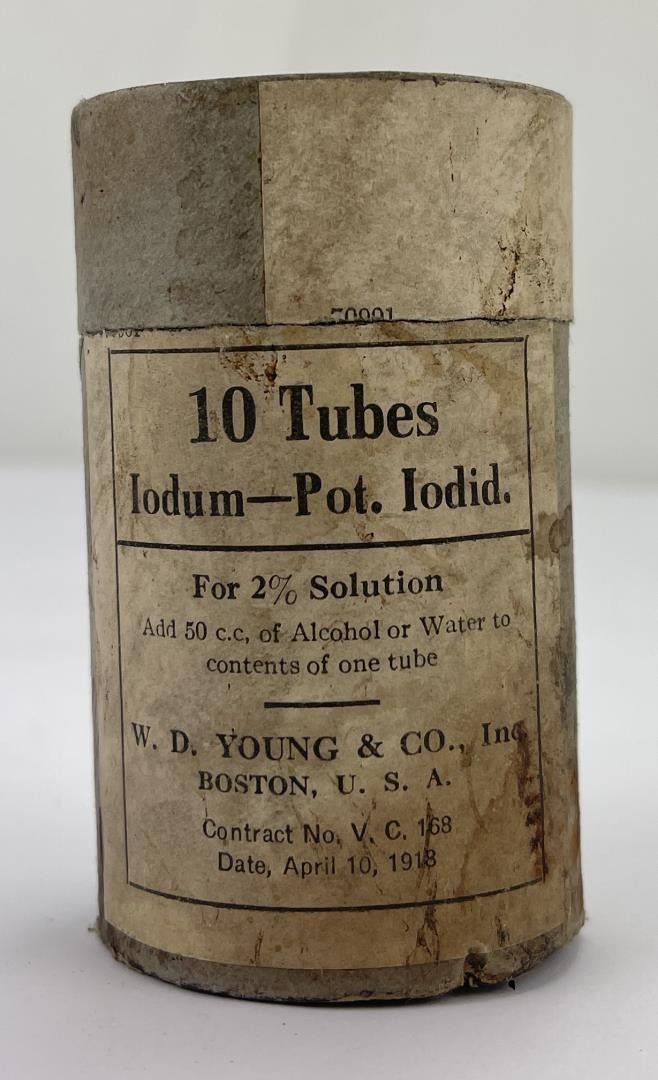 10 Tubes
Iodum—Pot. Iodid.
For 2% Solution
Add 50 c.c, of Alcohol or Water to
contents of one tube
W. D. YOUNG & CO., Inc.
BOSTON, U. S. A.
Contract No. V. C. 168
Date, April 10, 1918